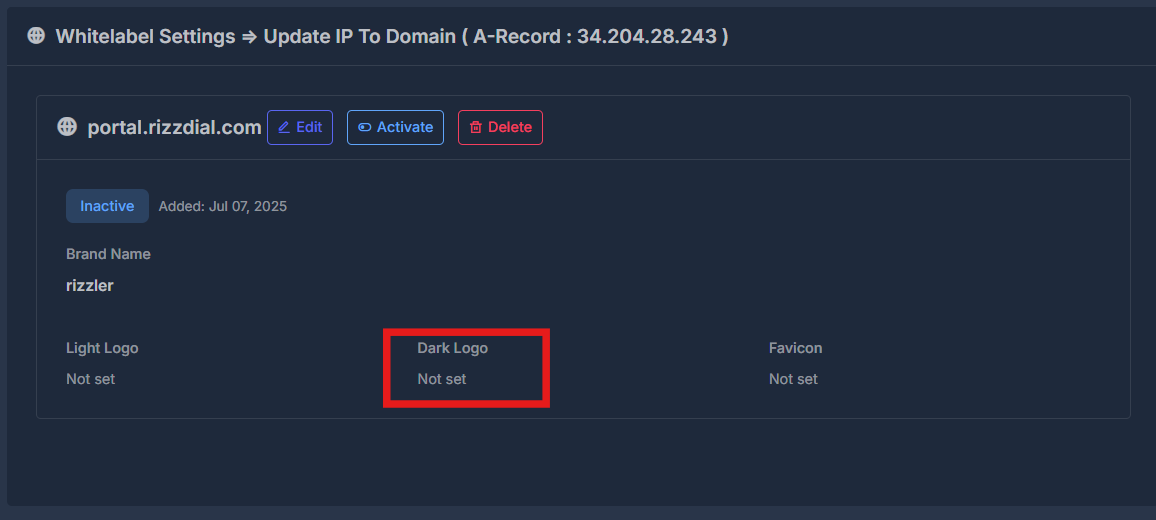 Whitelabel Settings ⇒ Update IP To Domain ( A-Record : 34.204.28.243 )
portal.rizzdial.com Edit Activate Delete
Inactive Added: Jul 07, 2025
Brand Name
rizzler
Light Logo Dark Logo Favicon
Not set Not set Not set